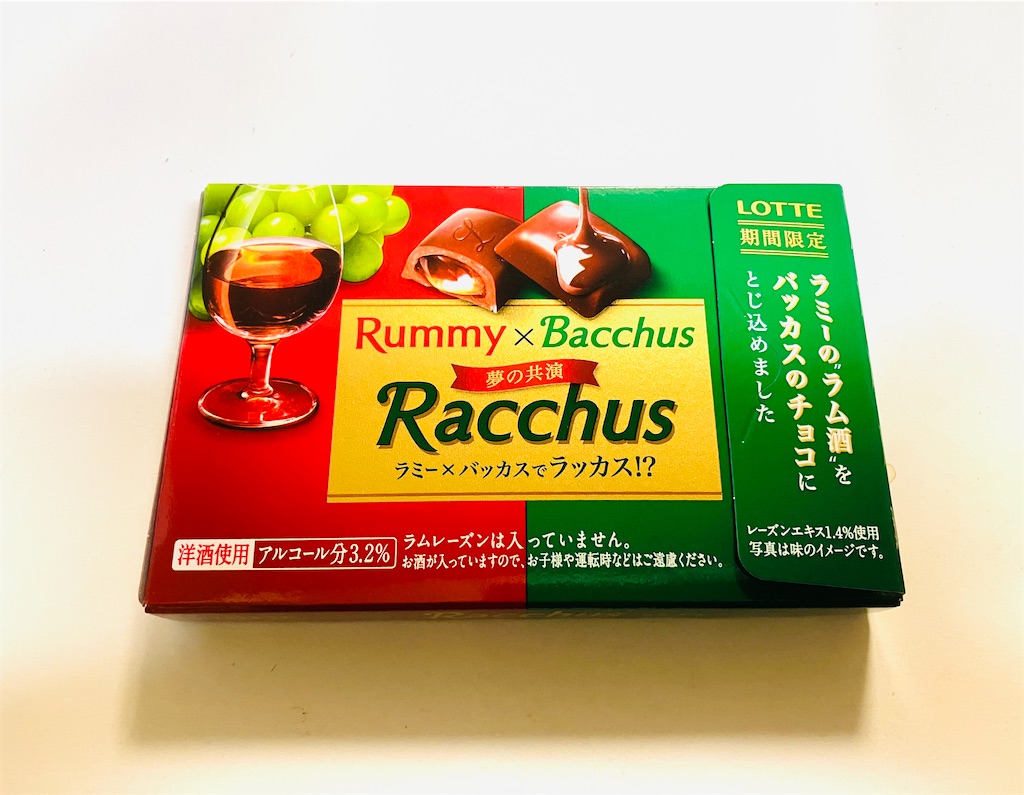 Rummy×Bacchus
夢の共演
Racchus
ラミー×バッカスでラッカス!?
洋酒使用 アルコール分3.2%
ラムレーズンは入っていません。
お酒が入っていますので、お子様や運転時などはご遠慮ください。
LOTTE
期間限定
ラミーの"ラム酒"を
バッカスのチョコに
とじ込めました
レーズンエキス1.4%使用
写真は味のイメージです。
Racchus